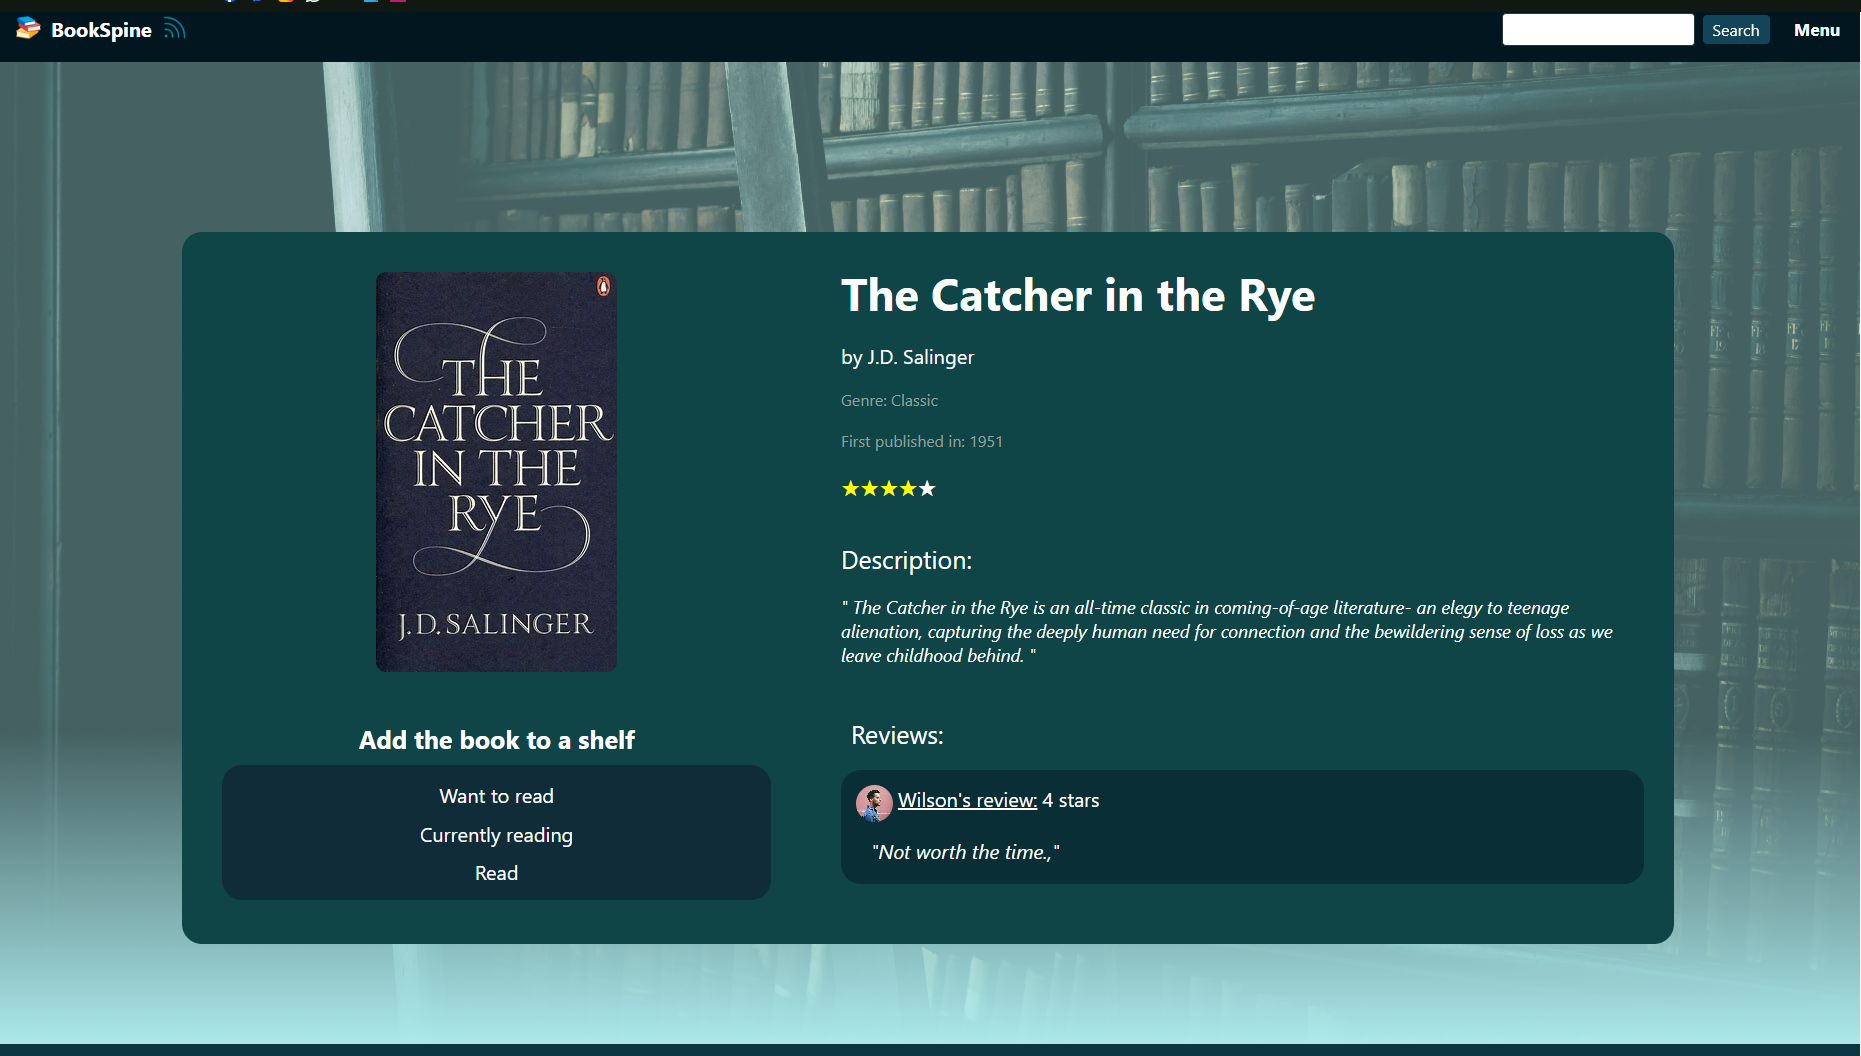 BookSpine
Search
Menu
THE
CATCHER
IN THE
RYE
J.D. SALINGER
Add the book to a shelf
Want to read
Currently reading
Read
The Catcher in the Rye
by J.D. Salinger
Genre: Classic
First published in: 1951
★★★★★
Description:
" The Catcher in the Rye is an all-time classic in coming-of-age literature- an elegy to teenage
alienation, capturing the deeply human need for connection and the bewildering sense of loss as we
leave childhood behind. "
Reviews:
Wilson's review: 4 stars
"Not worth the time.,"